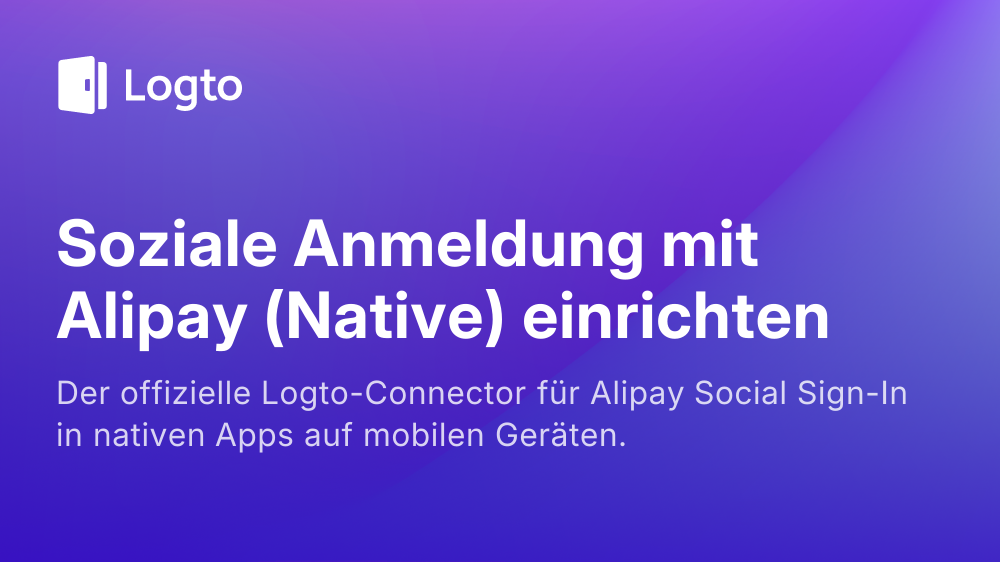 Logto
Soziale Anmeldung mit
Alipay (Native) einrichten
Der offizielle Logto-Connector für Alipay Social Sign-In
in nativen Apps auf mobilen Geräten.